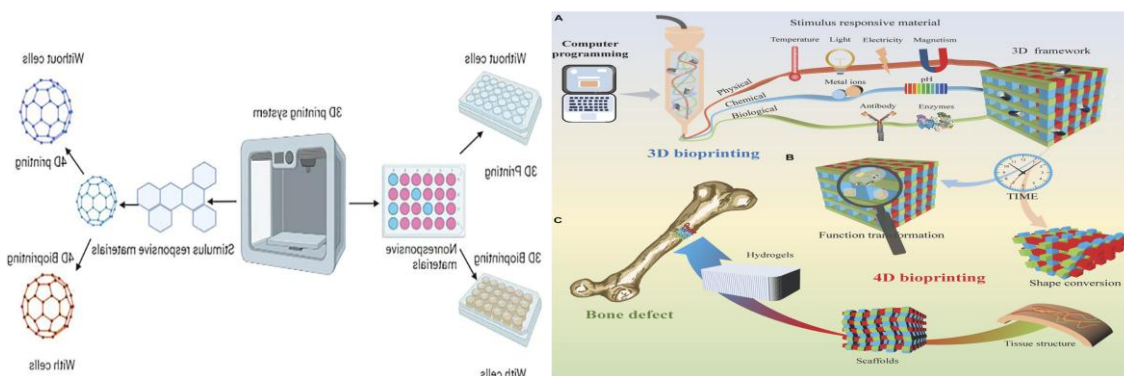 Without cells
4D printing
4D Bioprinting
With cells
Stimulus responsive materials
3D printing system
Nonresponsive
materials
Without cells
3D Printing
3D Bioprinting
With cells
A
Computer
programming
3D bioprinting
Stimulus responsive material
Temperature
Light
Electricity
Magnetism
Physical
Metal ions
pH
Chemical
Antibody
Enzymes
Biological
3D framework
B
TIME
Function transformation
4D bioprinting
Shape conversion
C
Bone defect
Hydrogels
Scaffolds
Tissue structure